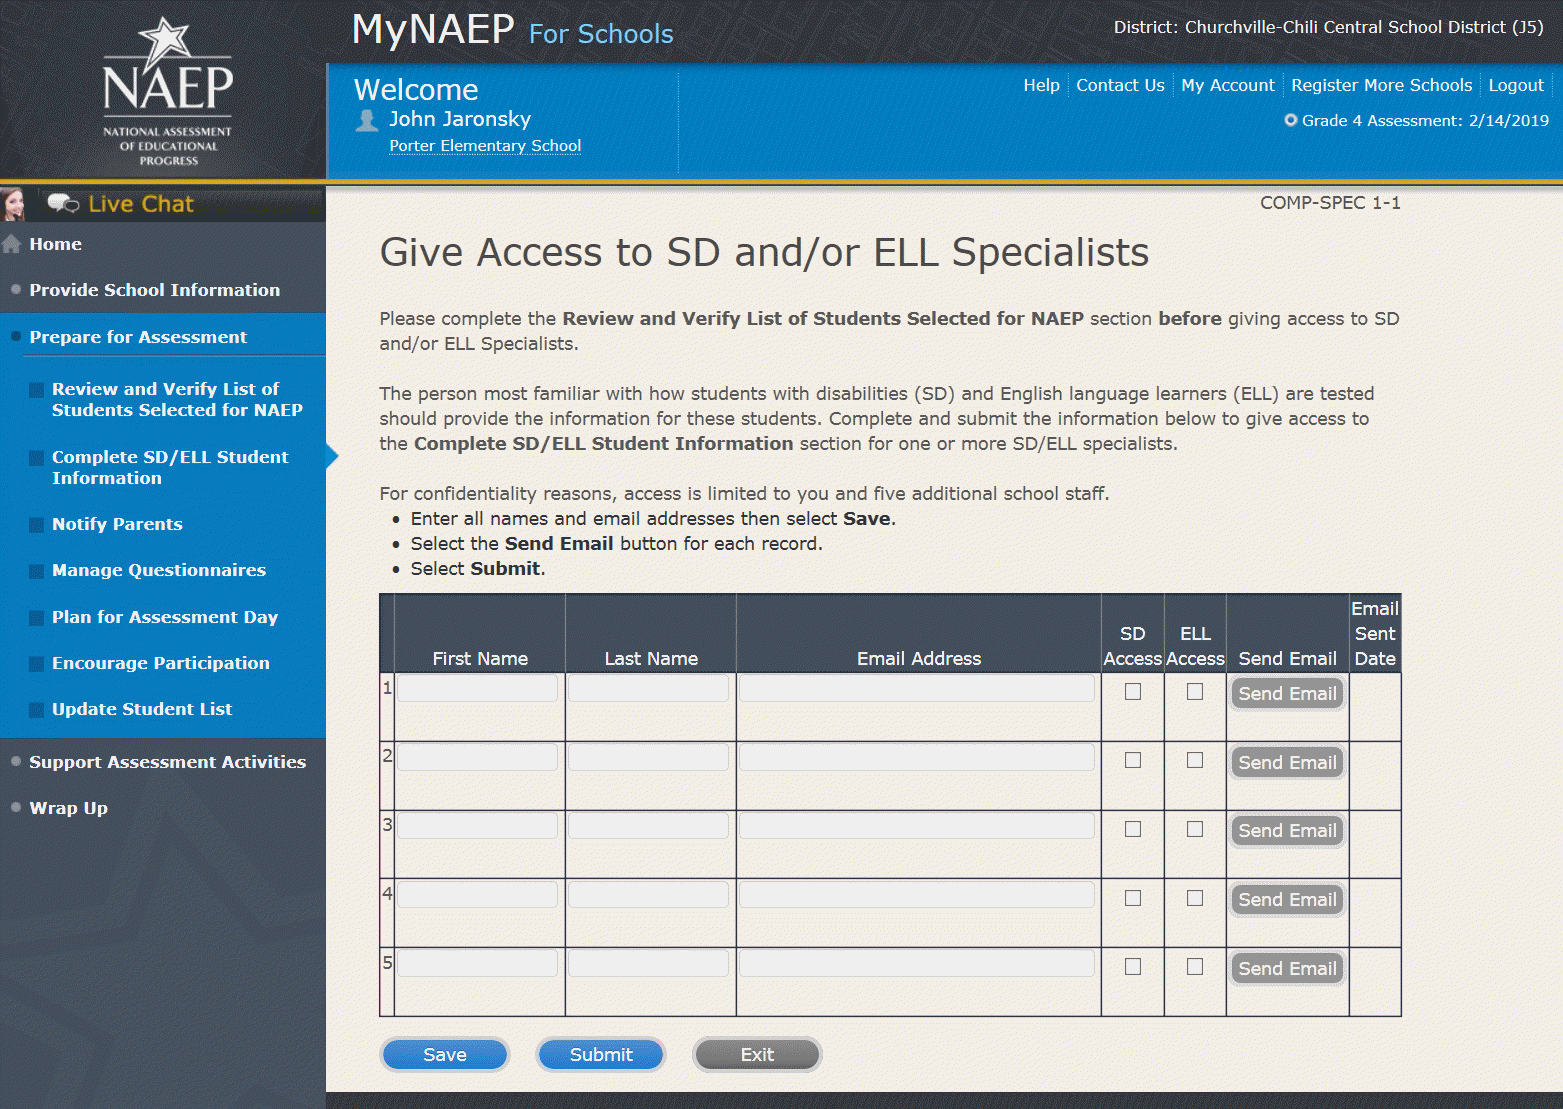 MyNAEP For Schools
District: Churchville-Chili Central School District (J5)
NAEP
NATIONAL ASSESSMENT
OF EDUCATIONAL
PROGRESS
Welcome
John Jaronsky
Porter Elementary School
Help
Contact Us
My Account
Register More Schools
Logout
Grade 4 Assessment: 2/14/2019
Live Chat
Home
Provide School Information
Prepare for Assessment
Review and Verify List of
Students Selected for NAEP
Complete SD/ELL Student
Information
Notify Parents
Manage Questionnaires
Plan for Assessment Day
Encourage Participation
Update Student List
Support Assessment Activities
Wrap Up
COMP-SPEC 1-1
Give Access to SD and/or ELL Specialists
Please complete the Review and Verify List of Students Selected for NAEP section before giving access to SD
and/or ELL Specialists.
The person most familiar with how students with disabilities (SD) and English language learners (ELL) are tested
should provide the information for these students. Complete and submit the information below to give access to
the Complete SD/ELL Student Information section for one or more SD/ELL specialists.
For confidentiality reasons, access is limited to you and five additional school staff.
• Enter all names and email addresses then select Save.
• Select the Send Email button for each record.
• Select Submit.
First Name
Last Name
Email Address
SD
Access
ELL
Access
Send Email
Email
Sent
Date
1 Send Email
2 Send Email
3 Send Email
4 Send Email
5 Send Email
Save
Submit
Exit